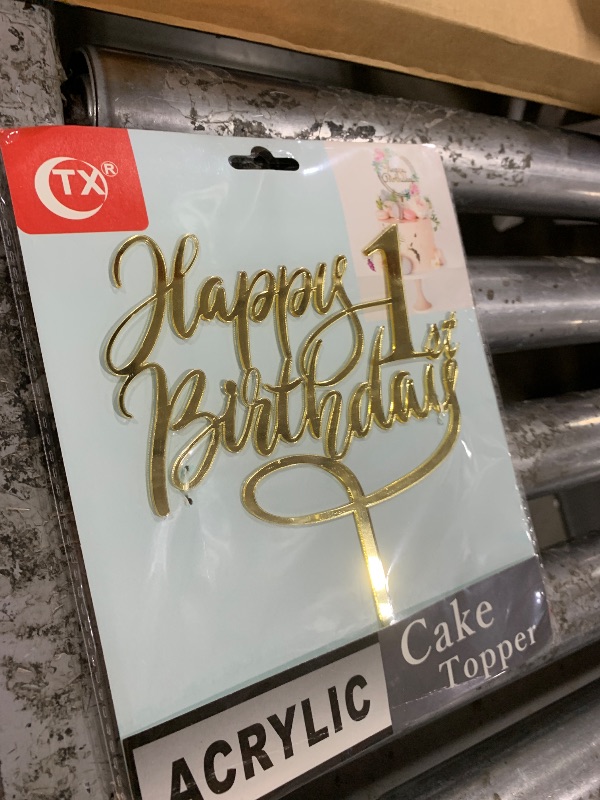 TX®
Happy 1st
Birthday
Cake
Topper
ACRYLIC